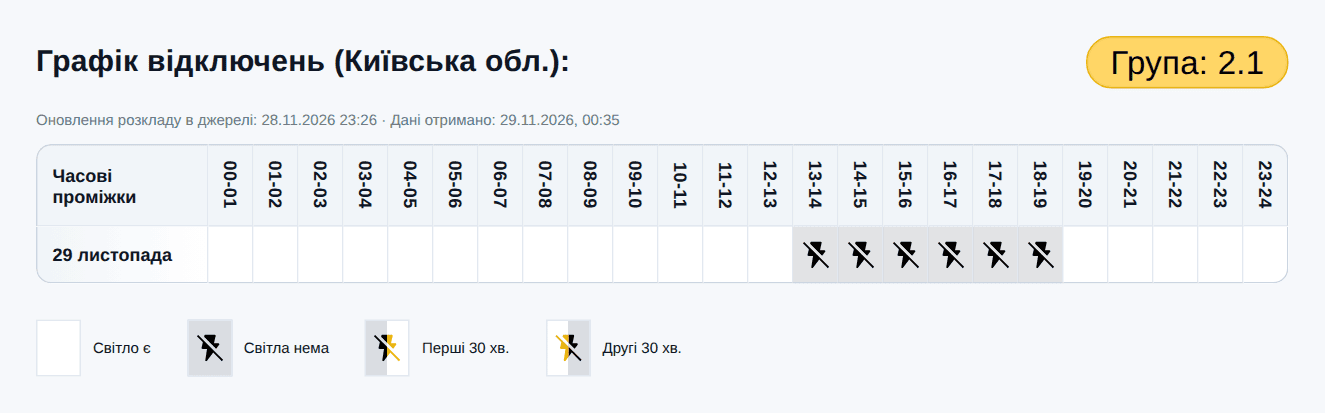 Графік відключень (Київська обл.):
Група: 2.1
Оновлення розкладу в джерелі: 28.11.2026 23:26 · Дані отримано: 29.11.2026, 00:35
Часові
проміжки
00-01
01-02
02-03
03-04
04-05
05-06
06-07
07-08
08-09
09-10
10-11
11-12
12-13
13-14
14-15
15-16
16-17
17-18
18-19
19-20
20-21
21-22
22-23
23-24
29 листопада
Світло є
Світла нема
Перші 30 хв.
Другі 30 хв.